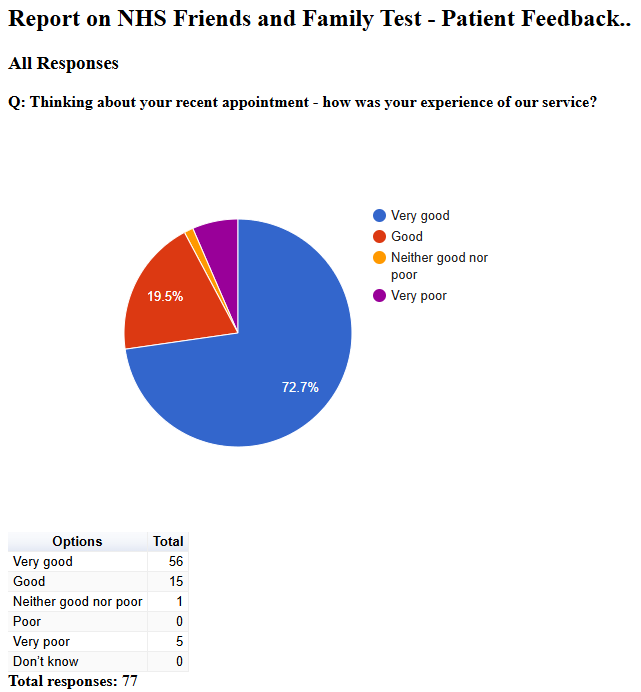 Report on NHS Friends and Family Test - Patient Feedback..
All Responses
Q: Thinking about your recent appointment - how was your experience of our service?
Very good
Good
Neither good nor
poor
Very poor
19.5%
72.7%
Options Total
Very good 56
Good 15
Neither good nor poor 1
Poor 0
Very poor 5
Don't know 0
Total responses: 77